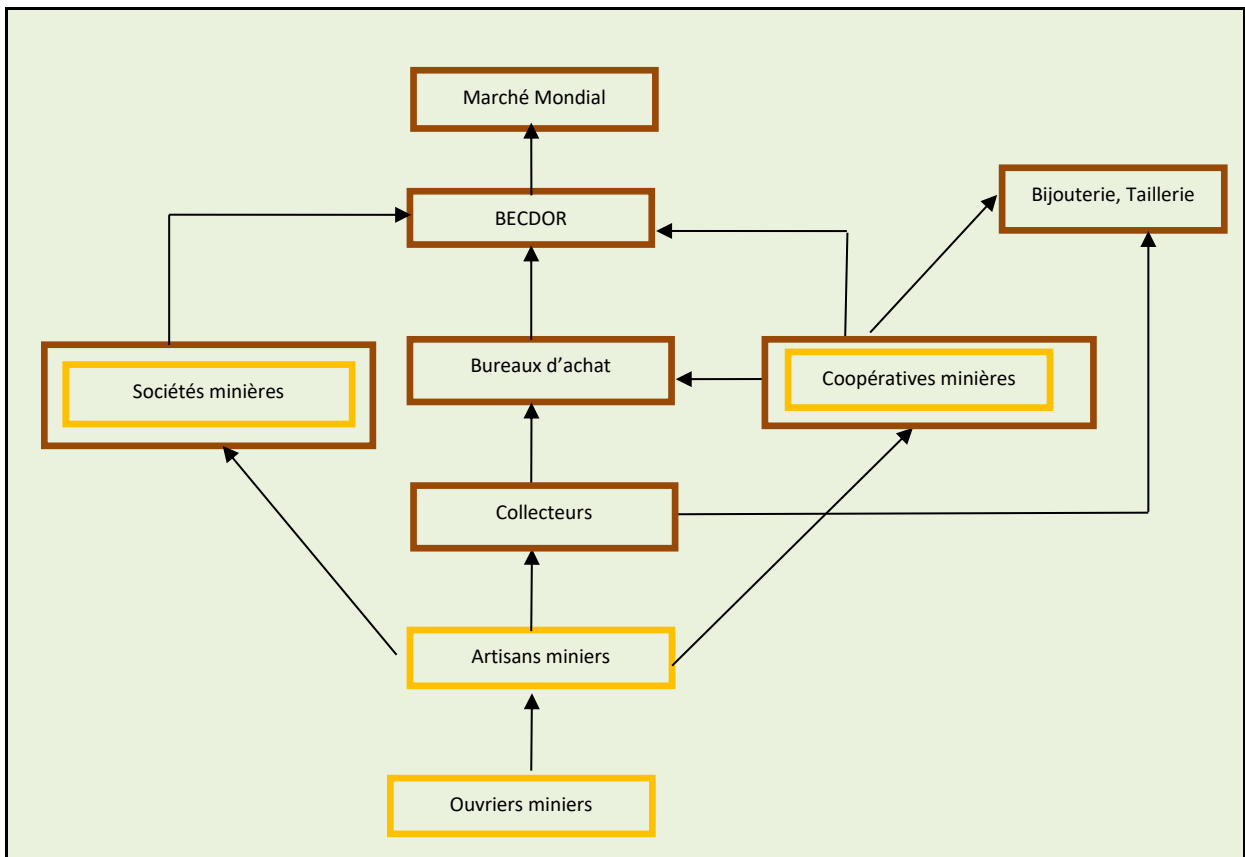 Marché Mondial
Bijouterie, Taillerie
BECDOR
Bureaux d’achat
Sociétés minières
Coopératives minières
Collecteurs
Artisans miniers
Ouvriers miniers